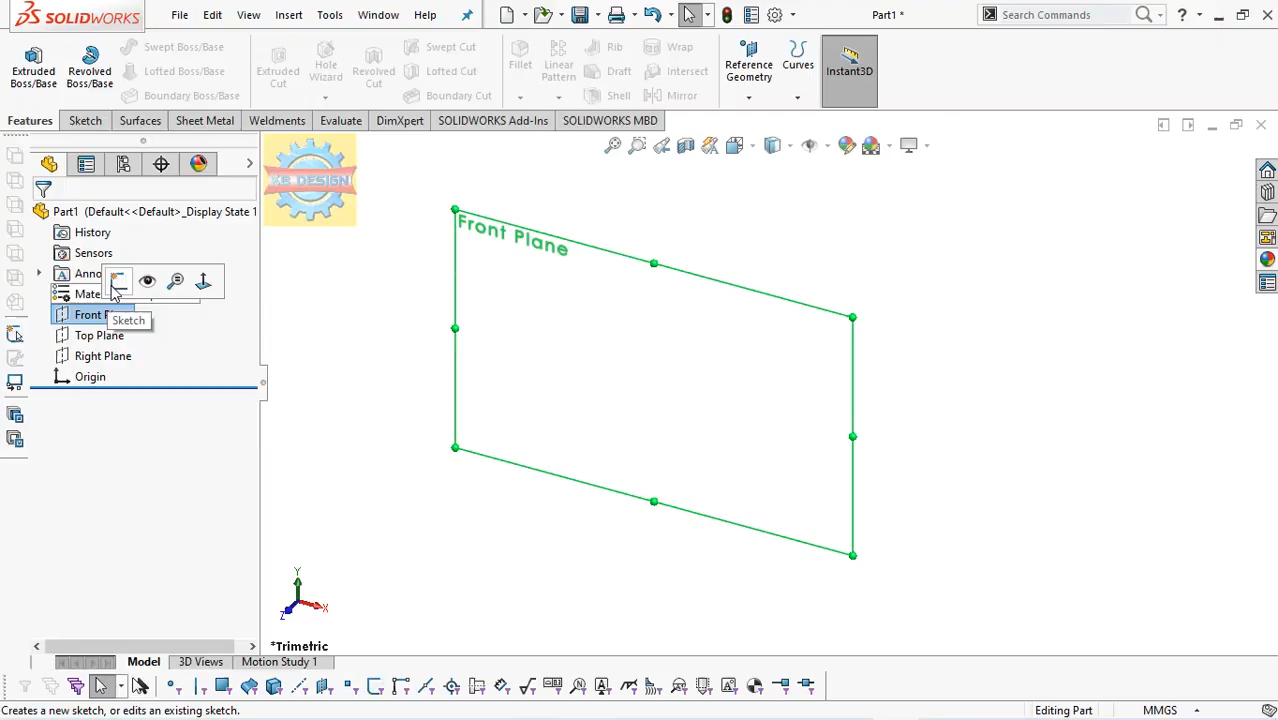 SOLIDWORKS
File Edit View Insert Tools Window Help
Part1 *
Search Commands
Extruded Boss/Base
Revolved Boss/Base
Swept Boss/Base
Lofted Boss/Base
Boundary Boss/Base
Extruded Cut
Hole Wizard
Revolved Cut
Swept Cut
Lofted Cut
Boundary Cut
Fillet
Linear Pattern
Rib
Draft
Shell
Wrap
Intersect
Mirror
Reference Geometry
Curves
Instant3D
Features Sketch Surfaces Sheet Metal Weldments Evaluate DimXpert SOLIDWORKS Add-Ins SOLIDWORKS MBD
KB DESIGN
Part1 (Default<<Default>_Display State 1
History
Sensors
Anno
Mate
Front P
Sketch
Top Plane
Right Plane
Origin
Front Plane
Y
X
Z
*Trimetric
Model 3D Views Motion Study 1
Creates a new sketch, or edits an existing sketch.
Editing Part
MMGS